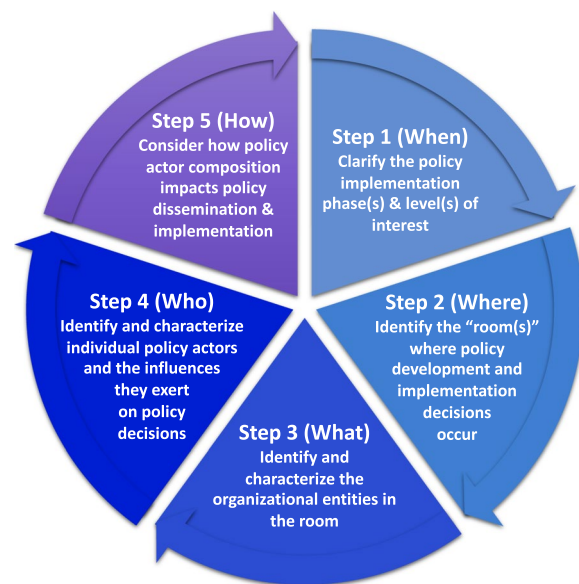 Step 1 (When)
Clarify the policy
implementation
phase(s) & level(s) of
interest
Step 2 (Where)
Identify the “room(s)”
where policy
development and
implementation
decisions
occur
Step 3 (What)
Identify and
characterize the
organizational entities in
the room
Step 4 (Who)
Identify and characterize
individual policy actors
and the influences
they exert
on policy
decisions
Step 5 (How)
Consider how policy
actor composition
impacts policy
dissemination &
implementation